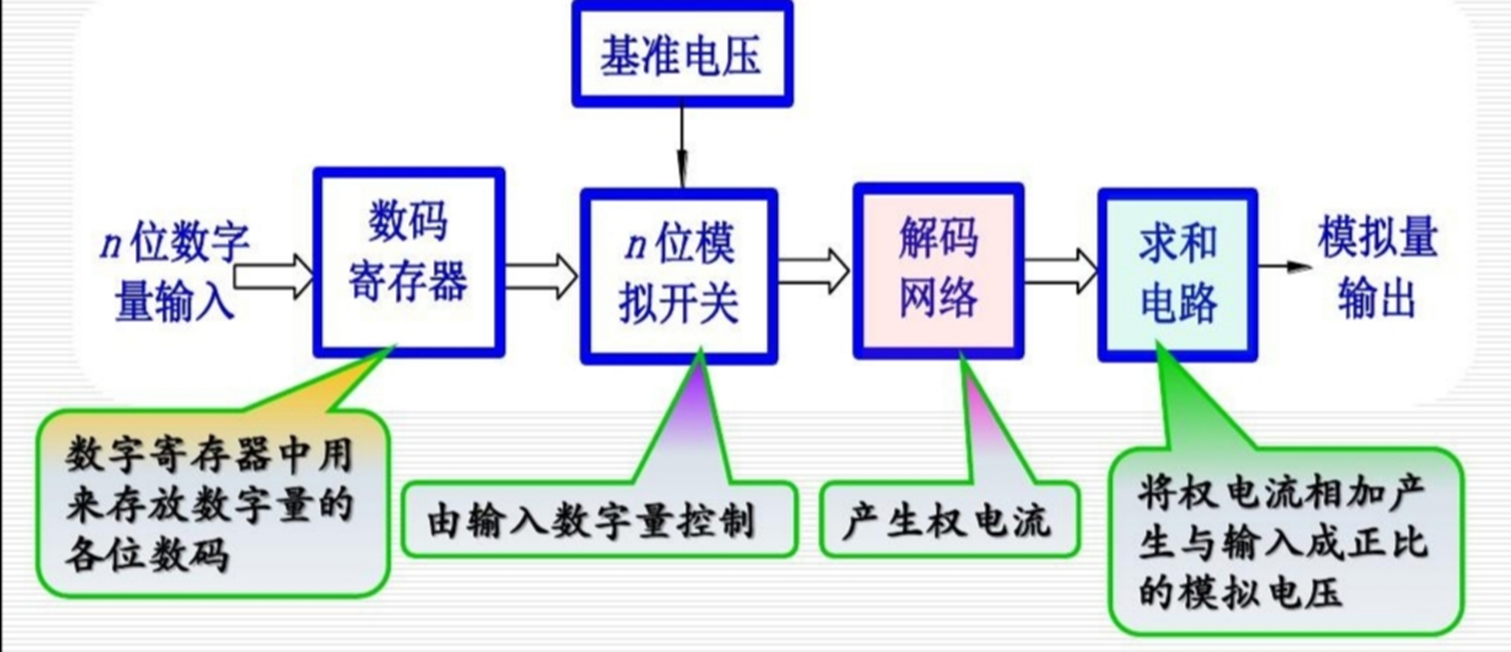 基准电压
n位数字
量输入
数码
寄存器
n位模
拟开关
解码
网络
求和
电路
模拟量
输出
数字寄存器中用
来存放数字量的
各位数码
由输入数字量控制
产生权电流
将权电流相加产
生与输入成正比
的模拟电压